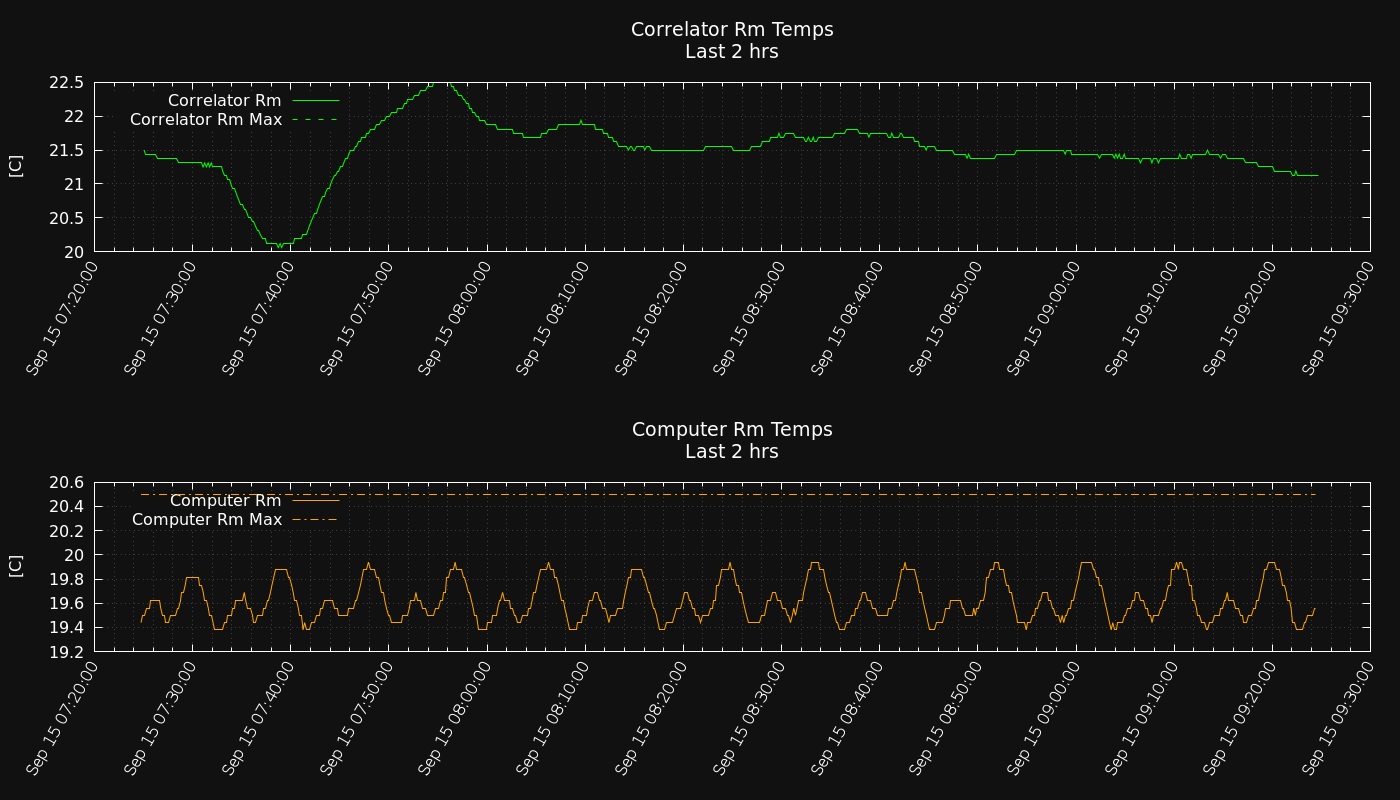 Correlator Rm Temps
Last 2 hrs
[C]
22.5
22
21.5
21
20.5
20
Correlator Rm
Correlator Rm Max
Sep 15 07:20:00
Sep 15 07:30:00
Sep 15 07:40:00
Sep 15 07:50:00
Sep 15 08:00:00
Sep 15 08:10:00
Sep 15 08:20:00
Sep 15 08:30:00
Sep 15 08:40:00
Sep 15 08:50:00
Sep 15 09:00:00
Sep 15 09:10:00
Sep 15 09:20:00
Sep 15 09:30:00
Computer Rm Temps
Last 2 hrs
[C]
20.6
20.4
20.2
20
19.8
19.6
19.4
19.2
Computer Rm
Computer Rm Max
Sep 15 07:20:00
Sep 15 07:30:00
Sep 15 07:40:00
Sep 15 07:50:00
Sep 15 08:00:00
Sep 15 08:10:00
Sep 15 08:20:00
Sep 15 08:30:00
Sep 15 08:40:00
Sep 15 08:50:00
Sep 15 09:00:00
Sep 15 09:10:00
Sep 15 09:20:00
Sep 15 09:30:00